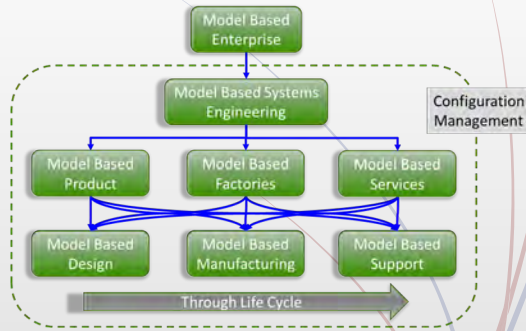 Model Based
Enterprise
Model Based Systems
Engineering
Configuration
Management
Model Based
Product
Model Based
Factories
Model Based
Services
Model Based
Design
Model Based
Manufacturing
Model Based
Support
Through Life Cycle